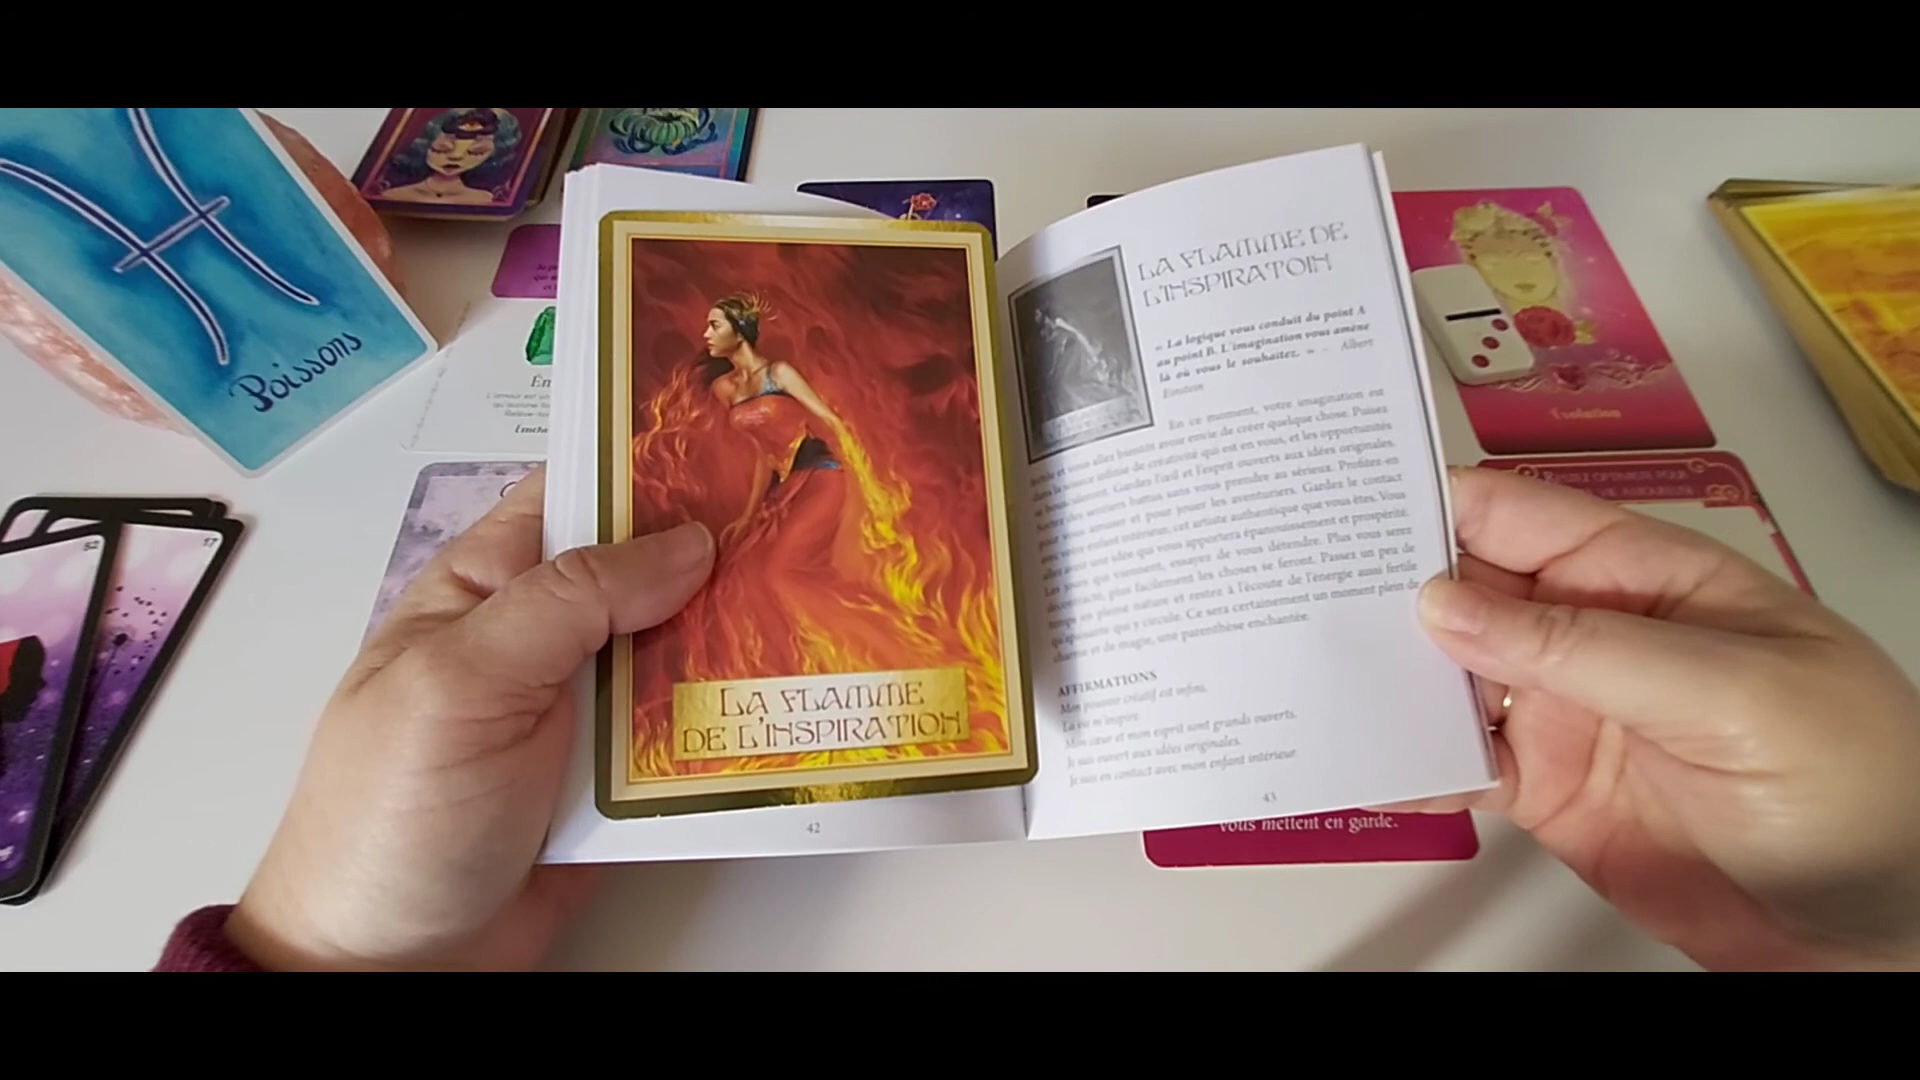 Poissons
52
17
LA FLAMME
DE L'INSPIRATION
42
LA FLAMME DE
L'INSPIRATOIN
« La logique vous conduit du point A
au point B. L'imagination vous amène
là où vous le souhaitez. » – Albert
Einstein
En ce moment, votre imagination est
fertile et vous allez bientôt avoir envie de créer quelque chose. Puisez
dans la source infinie de créativité qui est en vous, et les opportunités
se bousculeront. Gardez l'œil et l'esprit ouverts aux idées originales.
Sortez des sentiers battus sans vous prendre au sérieux. Profitez-en
pour vous amuser et pour jouer les aventuriers. Gardez le contact
avec votre enfant intérieur, cet artiste authentique que vous êtes. Vous
allez avoir une idée qui vous apportera épanouissement et prospérité.
Les jours qui viennent, essayez de vous détendre. Plus vous serez
décontracté, plus facilement les choses se feront. Passez un peu de
temps en pleine nature et restez à l'écoute de l'énergie aussi fertile
qu'apaisante qui y circule. Ce sera certainement un moment plein de
charme et de magie, une parenthèse enchantée.
AFFIRMATIONS
Mon pouvoir créatif est infini.
La vie m'inspire.
Mon cœur et mon esprit sont grands ouverts.
Je suis ouvert aux idées originales.
Je suis en contact avec mon enfant intérieur.
43
Évolution
RESTEZ OPTIMISTE POUR
vous mettent en garde.